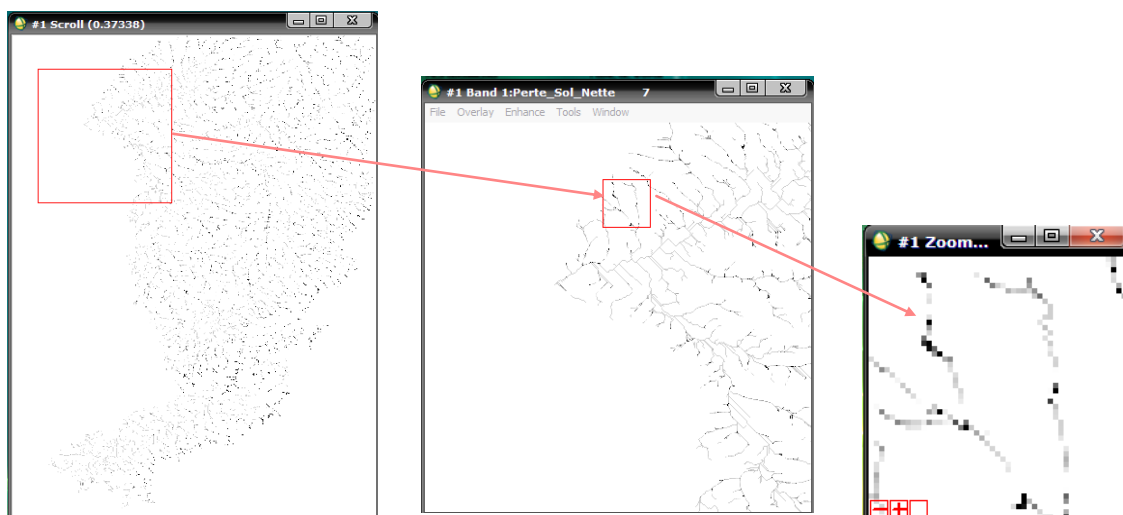 #1 Scroll (0.37338)
#1 Band 1:Perte_Sol_Nette 7
File Overlay Enhance Tools Window
#1 Zoom...